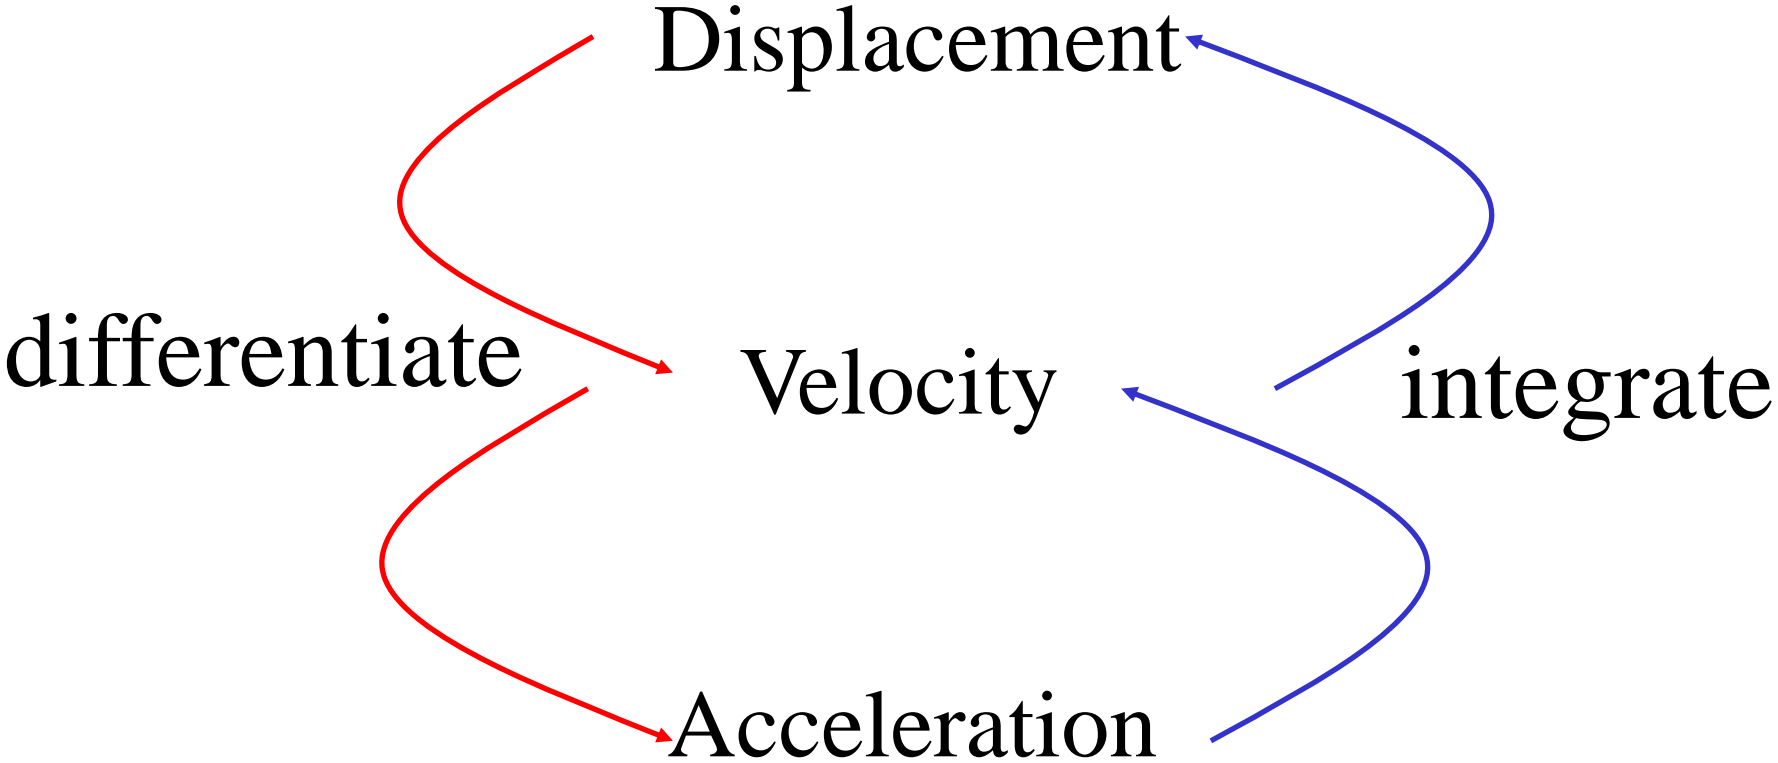 Displacement
differentiate
Velocity
integrate
Acceleration